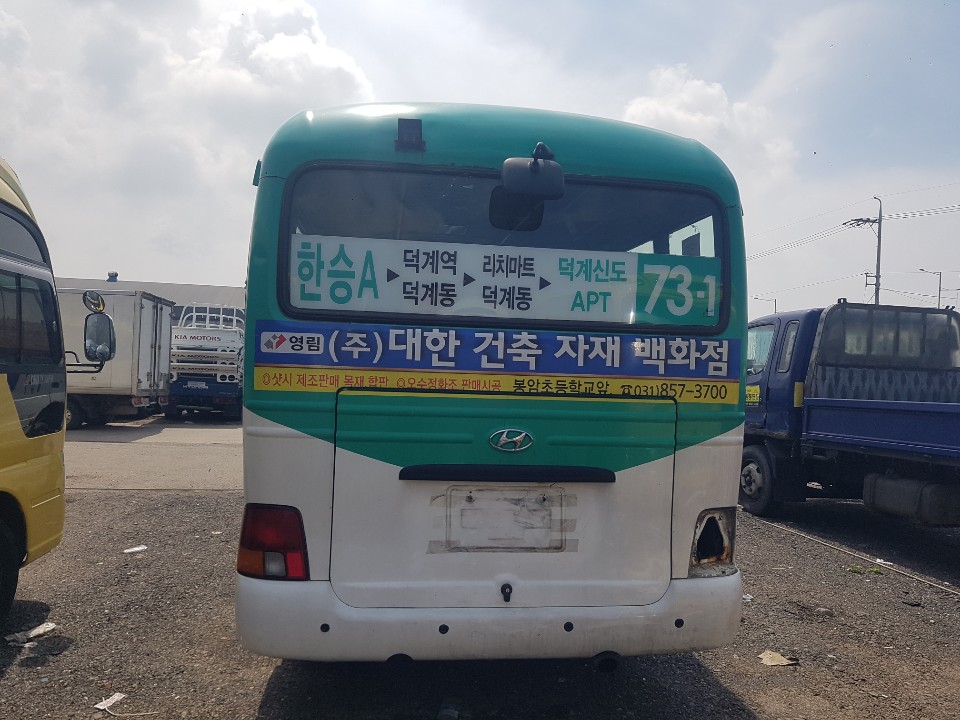 한승A ▶ 덕계역 덕계동 ▶ 리치마트 덕계동 ▶ 덕계신도 APT 73-1
영림 (주)대한 건축 자재 백화점
◎샷시 제조판매 목재 합판 ◎오수정화조 판매시공 봉암초등학교앞 ☎031)857-3700
KIA MOTORS
KIA MOTORS